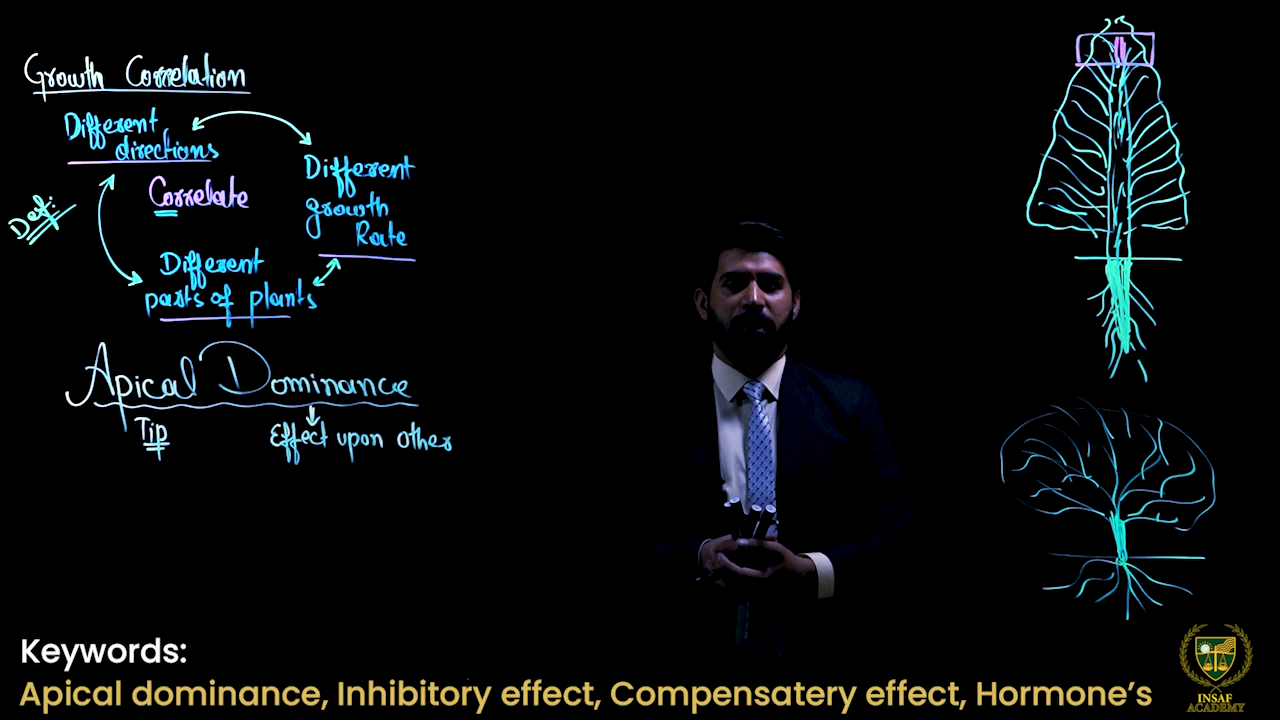 Growth Correlation
Different
directions
Different
growth
Rate
Correlate
Def:
Different
parts of plants
Apical Dominance
Tip
Effect upon other
Keywords:
Apical dominance, Inhibitory effect, Compensatery effect, Hormone's
INSAF
ACADEMY